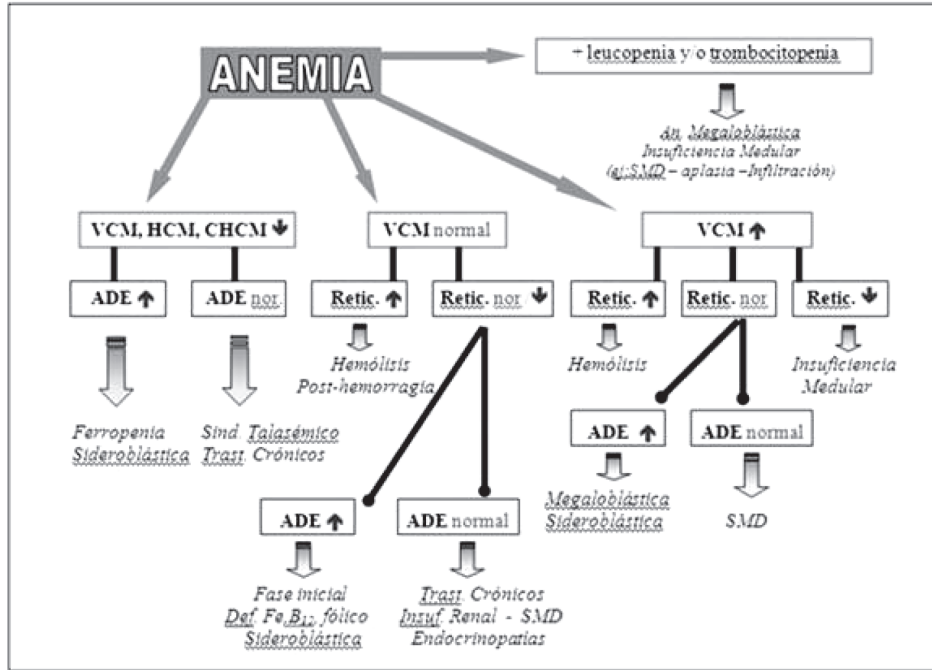 ANEMIA
+ leucopenia y/o trombocitopenia
An. Megaloblástica
Insuficiencia Medular
(ej:SMD – aplasia –Infiltración)
VCM, HCM, CHCM ↓
ADE ↑
ADE nor.
Ferropenia
Sideroblástica
Sind. Talasémico
Trast. Crónicos
VCM normal
Retic. ↑
Retic. nor ↓
Hemólisis
Post-hemorragia
ADE ↑
ADE normal
Fase inicial
Def. Fe,B₁₂, fólico
Sideroblástica
Trast. Crónicos
Insuf. Renal - SMD
Endocrinopatías
VCM ↑
Retic. ↑
Retic. nor
Retic. ↓
Hemólisis
Insuficiencia
Medular
ADE ↑
ADE normal
Megaloblástica
Sideroblástica
SMD